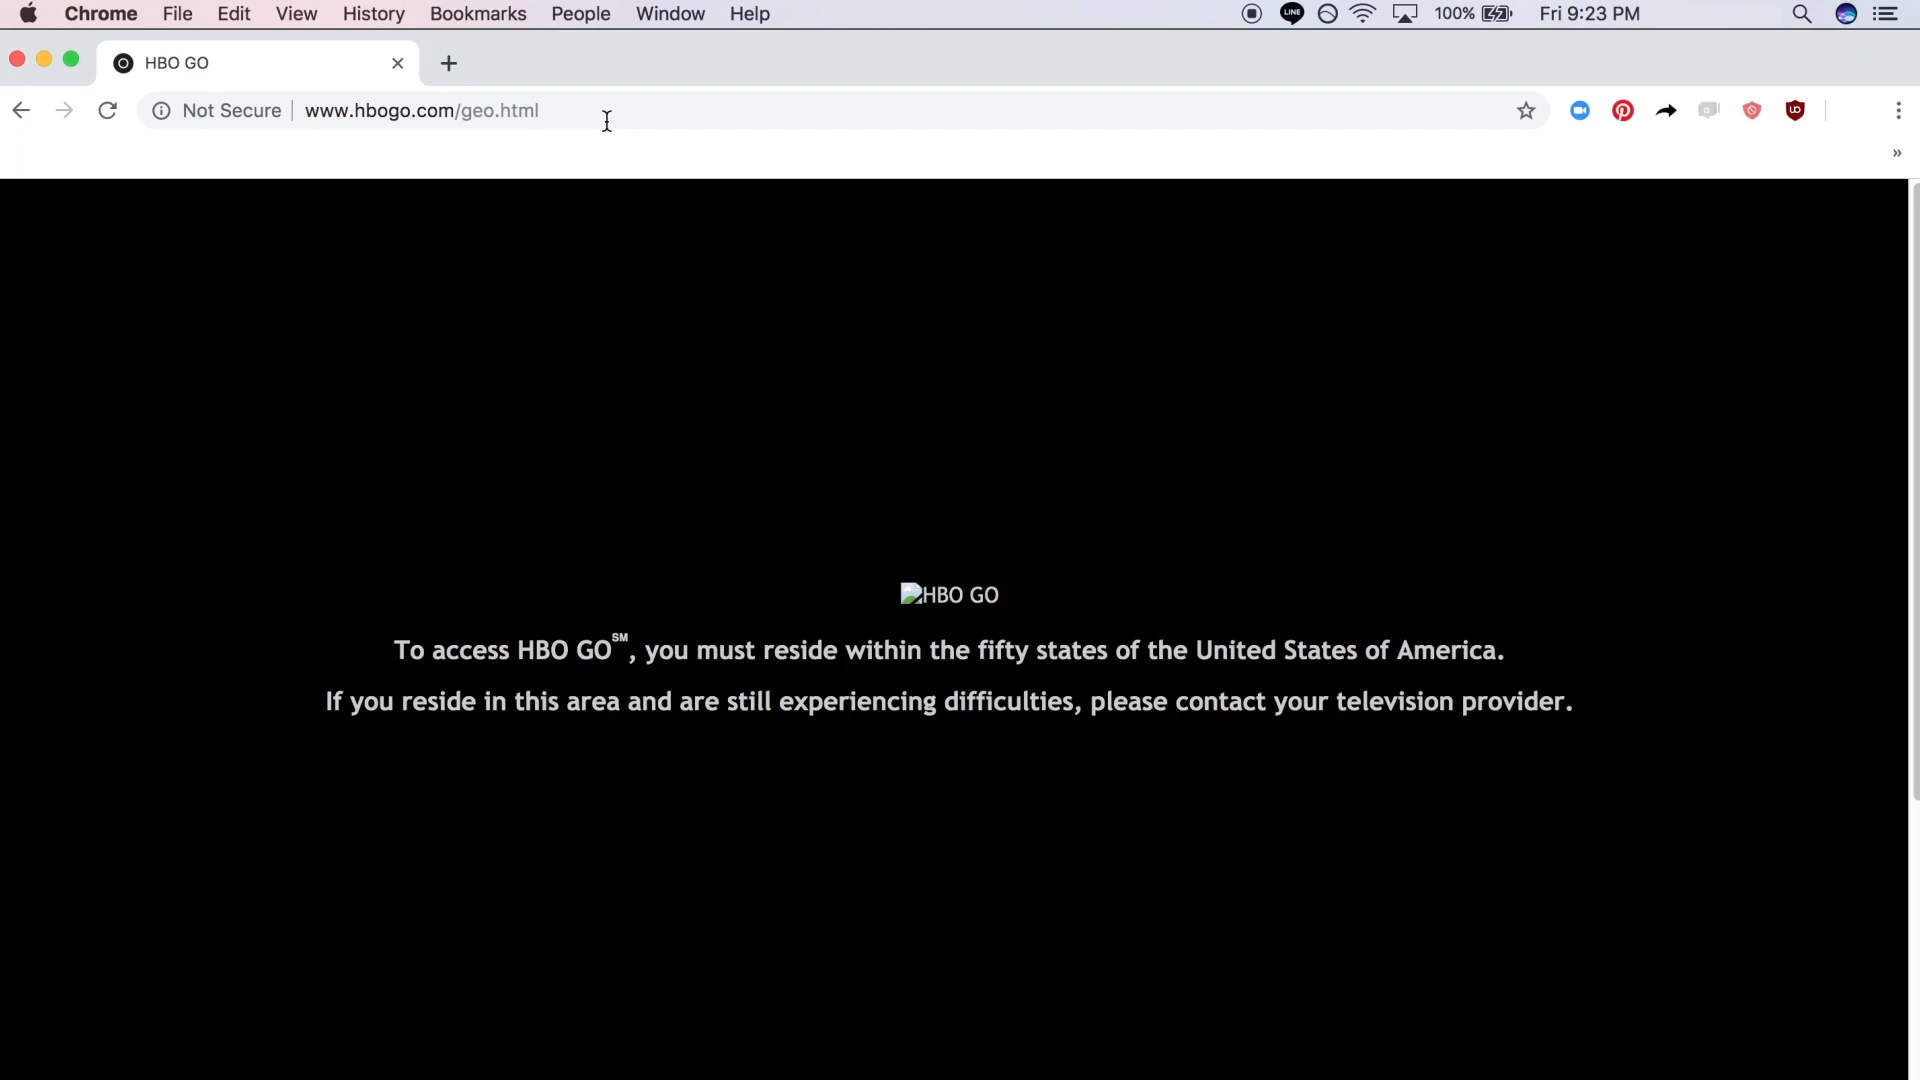 Chrome File Edit View History Bookmarks People Window Help LINE 100% Fri 9:23 PM
HBO GO
Not Secure www.hbogo.com/geo.html
»
HBO GO
To access HBO GO℠, you must reside within the fifty states of the United States of America.
If you reside in this area and are still experiencing difficulties, please contact your television provider.